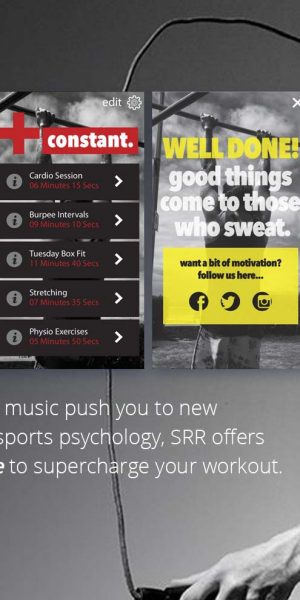 edit
constant.
Cardio Session
06 Minutes 15 Secs
Burpee Intervals
09 Minutes 10 Secs
Tuesday Box Fit
11 Minutes 40 Secs
Stretching
07 Minutes 35 Secs
Physio Exercises
05 Minutes 50 Secs
WELL DONE!
good things
come to those
who sweat.
want a bit of motivation?
follow us here...
music push you to new
sports psychology, SRR offers
to supercharge your workout.